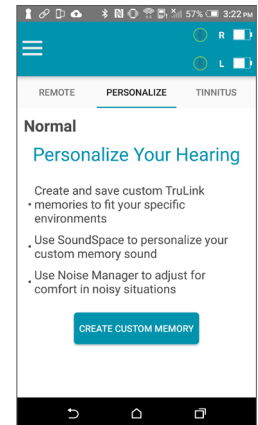 57% 3:22 PM
R
L
REMOTE PERSONALIZE TINNITUS
Normal
Personalize Your Hearing
Create and
save custom TruLink
• memories to fit your specific
environments
• Use SoundSpace to personalize your
custom memory sound
• Use Noise Manager to adjust for
comfort in noisy situations
CREATE CUSTOM MEMORY